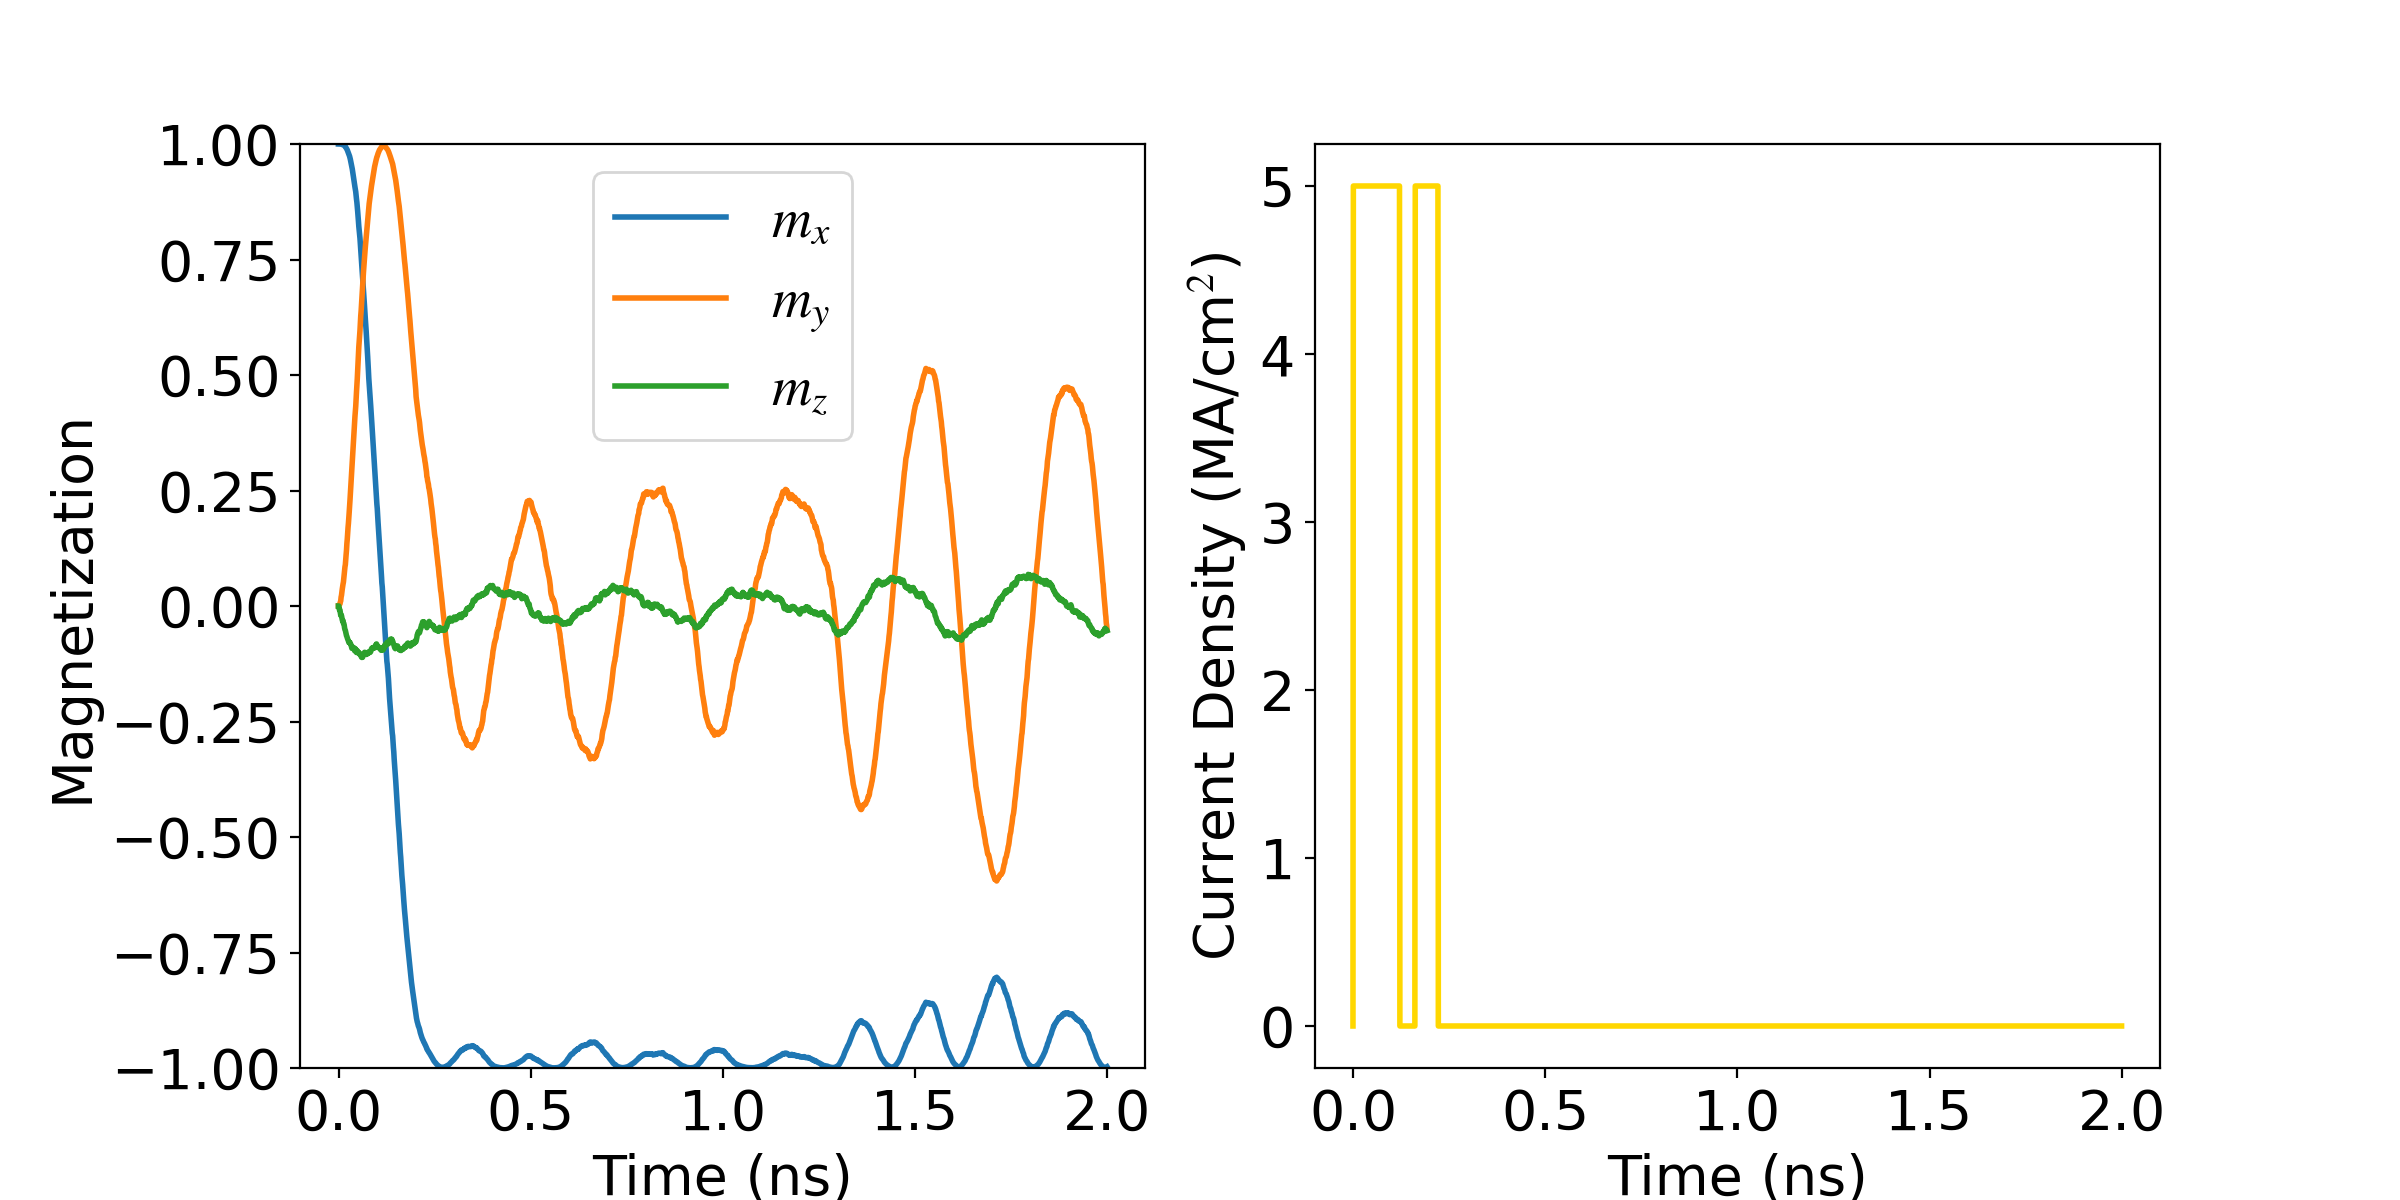 Magnetization
1.00
0.75
0.50
0.25
0.00
−0.25
−0.50
−0.75
−1.00
0.0 0.5 1.0 1.5 2.0
Time (ns)
m_x
m_y
m_z
Current Density (MA/cm²)
5
4
3
2
1
0
0.0 0.5 1.0 1.5 2.0
Time (ns)